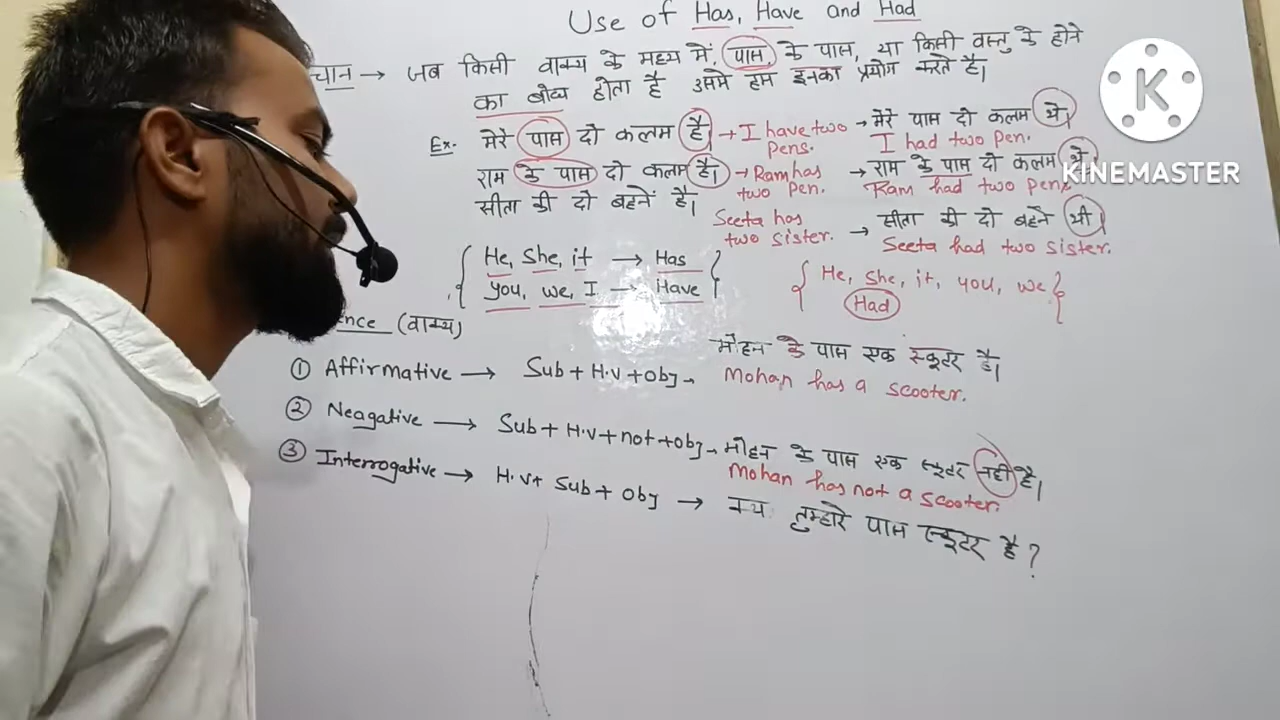 Use of Has, Have and Had
चान → जब किसी वाक्य के मध्य में, पास के पास, या किसी वस्तु के होने
का बोध होता है उसमे हम इनका प्रयोग करते है।
Ex. मेरे पास दो कलम है। → I have two pens. → मेरे पास दो कलम थे।
I had two pen.
राम के पास दो कलम है। → Ram has two pen. → राम के पास दो कलम थे।
Ram had two pens.
सीता की दो बहनें है। Seeta has two sister. → सीता की दो बहनें थी।
Seeta had two sister.
{ He, She, it → Has }
{ you, we, I → Have }
{ He, she, it, you, we }
Had
ence (वाक्य)
① Affirmative → Sub + H.V + Obj → मोहन के पास एक स्कूटर है।
Mohan has a scooter.
② Neagative → Sub + H.V + not + Obj → मोहन के पास एक स्कूटर नही है।
Mohan has not a scooter.
③ Interrogative → H.V + Sub + Obj → क्य तुम्हारे पास स्कूटर है?
K
KINEMASTER